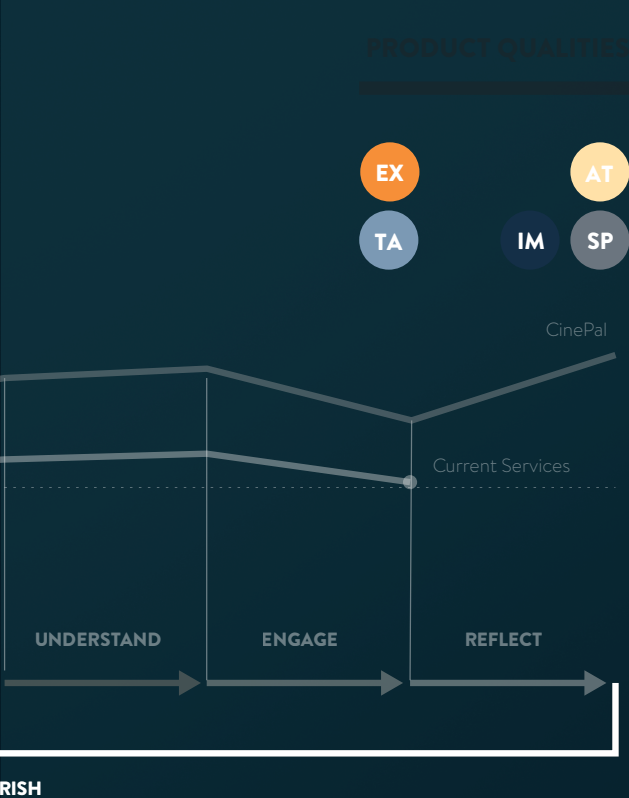 PRODUCT QUALITIES
EX
AT
TA
IM
SP
CinePal
Current Services
UNDERSTAND
ENGAGE
REFLECT
RISH